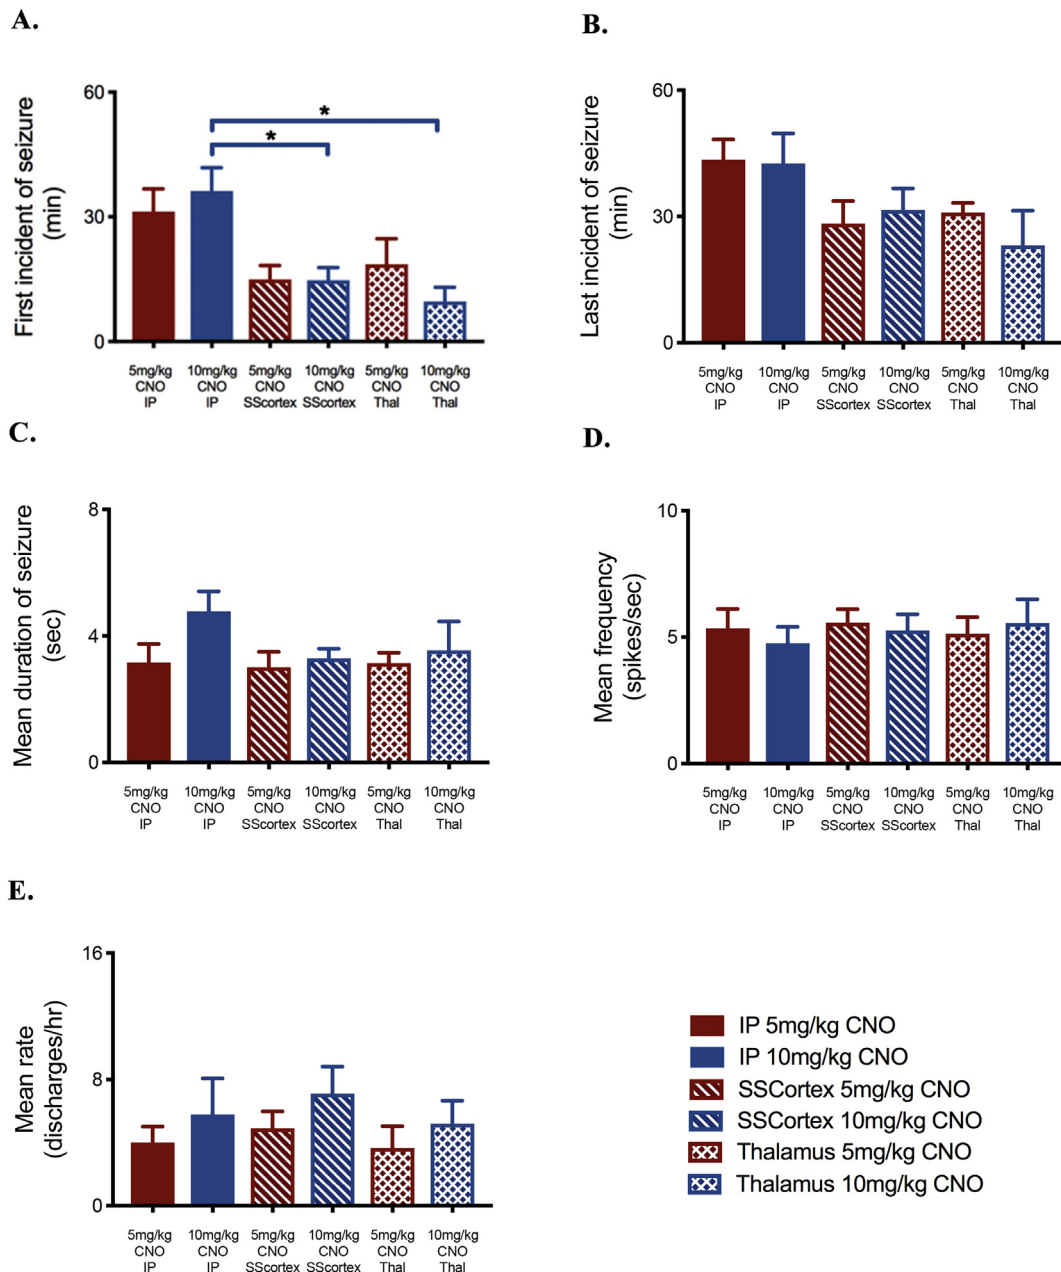 A.
First incident of seizure
(min)
60
30
0
*
*
5mg/kg CNO IP
10mg/kg CNO IP
5mg/kg CNO SScortex
10mg/kg CNO SScortex
5mg/kg CNO Thal
10mg/kg CNO Thal
B.
Last incident of seizure
(min)
60
30
0
5mg/kg CNO IP
10mg/kg CNO IP
5mg/kg CNO SScortex
10mg/kg CNO SScortex
5mg/kg CNO Thal
10mg/kg CNO Thal
C.
Mean duration of seizure
(sec)
8
4
0
5mg/kg CNO IP
10mg/kg CNO IP
5mg/kg CNO SScortex
10mg/kg CNO SScortex
5mg/kg CNO Thal
10mg/kg CNO Thal
D.
Mean frequency
(spikes/sec)
10
5
0
5mg/kg CNO IP
10mg/kg CNO IP
5mg/kg CNO SScortex
10mg/kg CNO SScortex
5mg/kg CNO Thal
10mg/kg CNO Thal
E.
Mean rate
(discharges/hr)
16
8
0
5mg/kg CNO IP
10mg/kg CNO IP
5mg/kg CNO SScortex
10mg/kg CNO SScortex
5mg/kg CNO Thal
10mg/kg CNO Thal
IP 5mg/kg CNO
IP 10mg/kg CNO
SSCortex 5mg/kg CNO
SSCortex 10mg/kg CNO
Thalamus 5mg/kg CNO
Thalamus 10mg/kg CNO